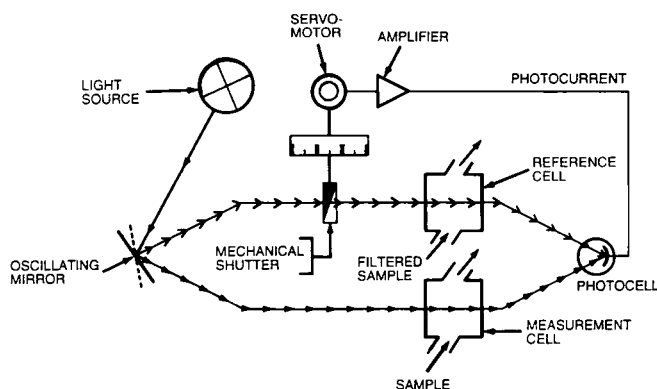 SERVO-
MOTOR
AMPLIFIER
LIGHT
SOURCE
PHOTOCURRENT
REFERENCE
CELL
MECHANICAL
SHUTTER
FILTERED
SAMPLE
OSCILLATING
MIRROR
PHOTOCELL
MEASUREMENT
CELL
SAMPLE